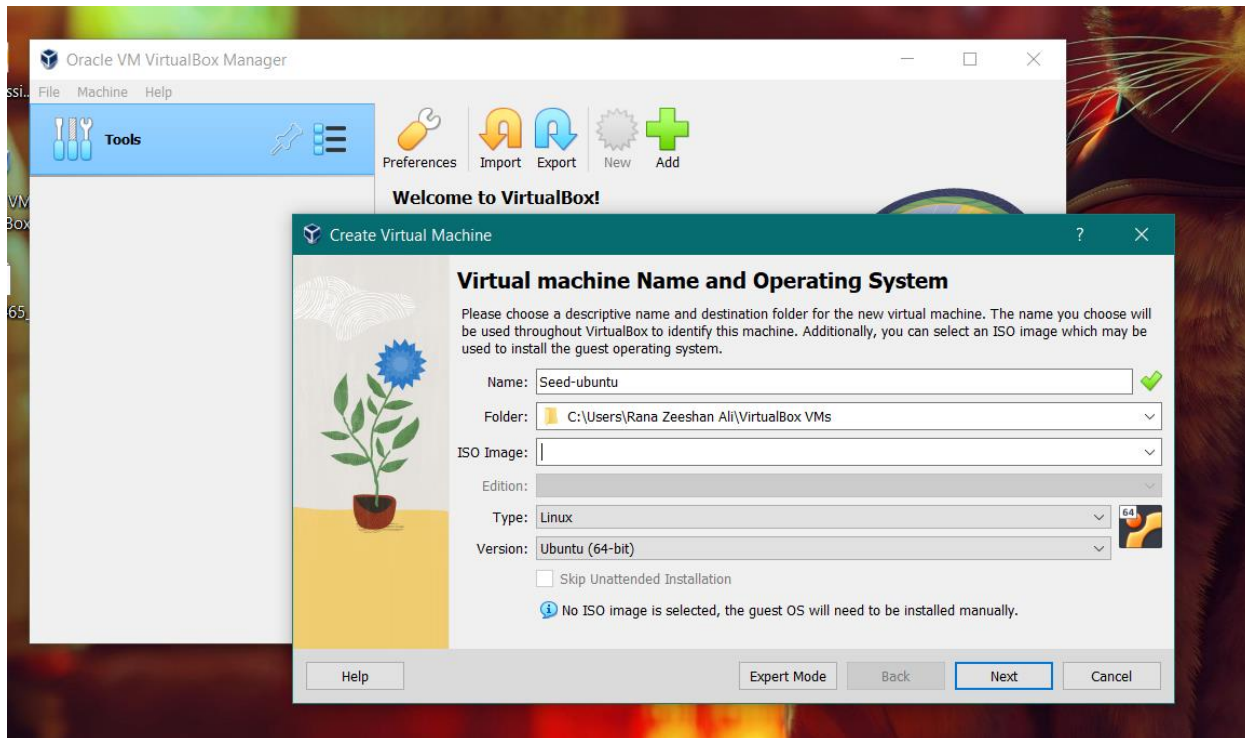 Oracle VM VirtualBox Manager
File Machine Help
Tools
Preferences Import Export New Add
Welcome to VirtualBox!
Create Virtual Machine ?
Virtual machine Name and Operating System
Please choose a descriptive name and destination folder for the new virtual machine. The name you choose will
be used throughout VirtualBox to identify this machine. Additionally, you can select an ISO image which may be
used to install the guest operating system.
Name: Seed-ubuntu
Folder: C:\Users\Rana Zeeshan Ali\VirtualBox VMs
ISO Image:
Edition:
Type: Linux
64
Version: Ubuntu (64-bit)
Skip Unattended Installation
No ISO image is selected, the guest OS will need to be installed manually.
Help Expert Mode Back Next Cancel